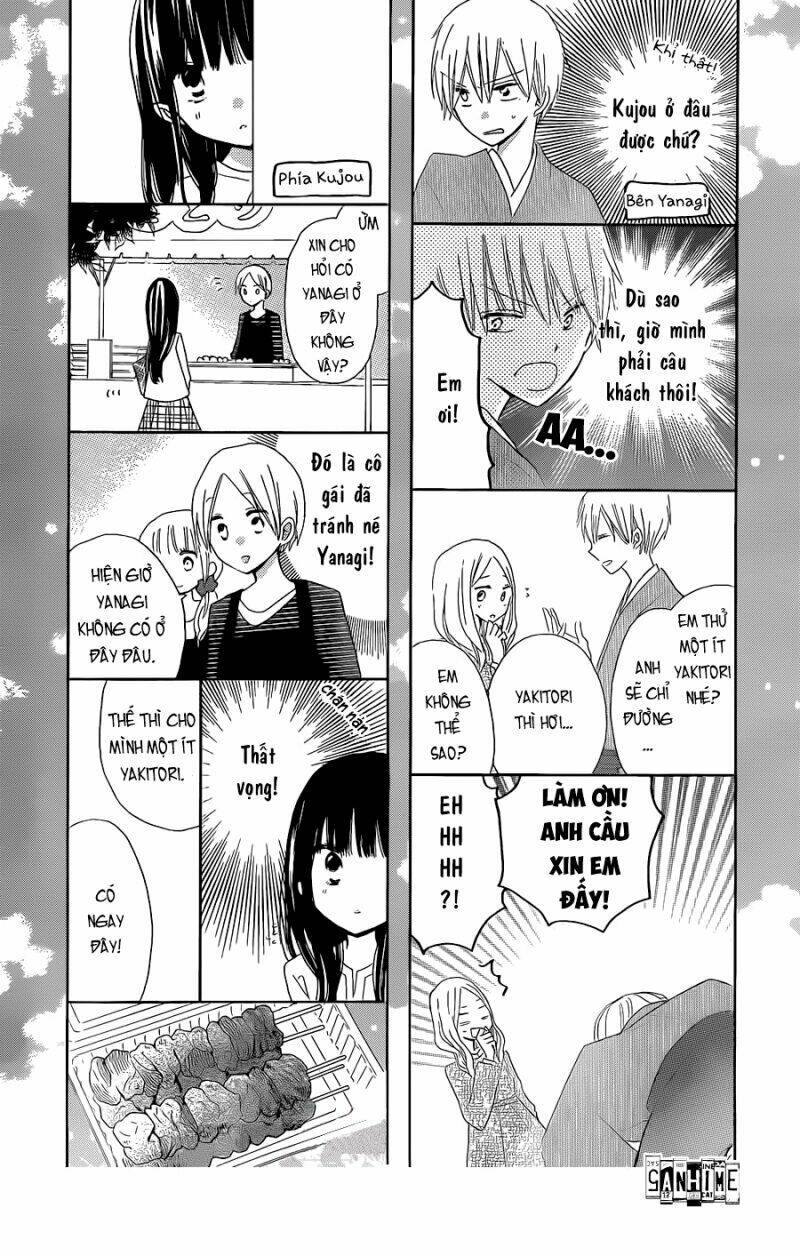 Khỉ thật!
Kujou ở đâu
được chứ?
Bên Yanagi
Dù sao
thì, giờ mình
phải câu
khách thôi!
Em
ơi!
AA...
EM THỬ
MỘT ÍT
YAKITORI
NHÉ?
ANH
SẼ CHỈ
ĐƯỜNG
...
YAKITORI
THÌ HƠI...
EM
KHÔNG
THỂ
SAO?
LÀM ƠN!
ANH CẦU
XIN EM
ĐẤY!
EH
HH
HH
?!
Phía Kujou
ỪM
XIN CHO
HỎI CÓ
YANAGI Ở
ĐÂY
KHÔNG
VẬY?
Đó là cô
gái đã
tránh né
Yanagi!
HIỆN GIỜ
YANAGI
KHÔNG CÓ Ở
ĐÂY ĐÂU.
chán nản
Thất
vọng!
THẾ THÌ CHO
MÌNH MỘT ÍT
YAKITORI.
CÓ
NGAY
ĐÂY!
SANHIME